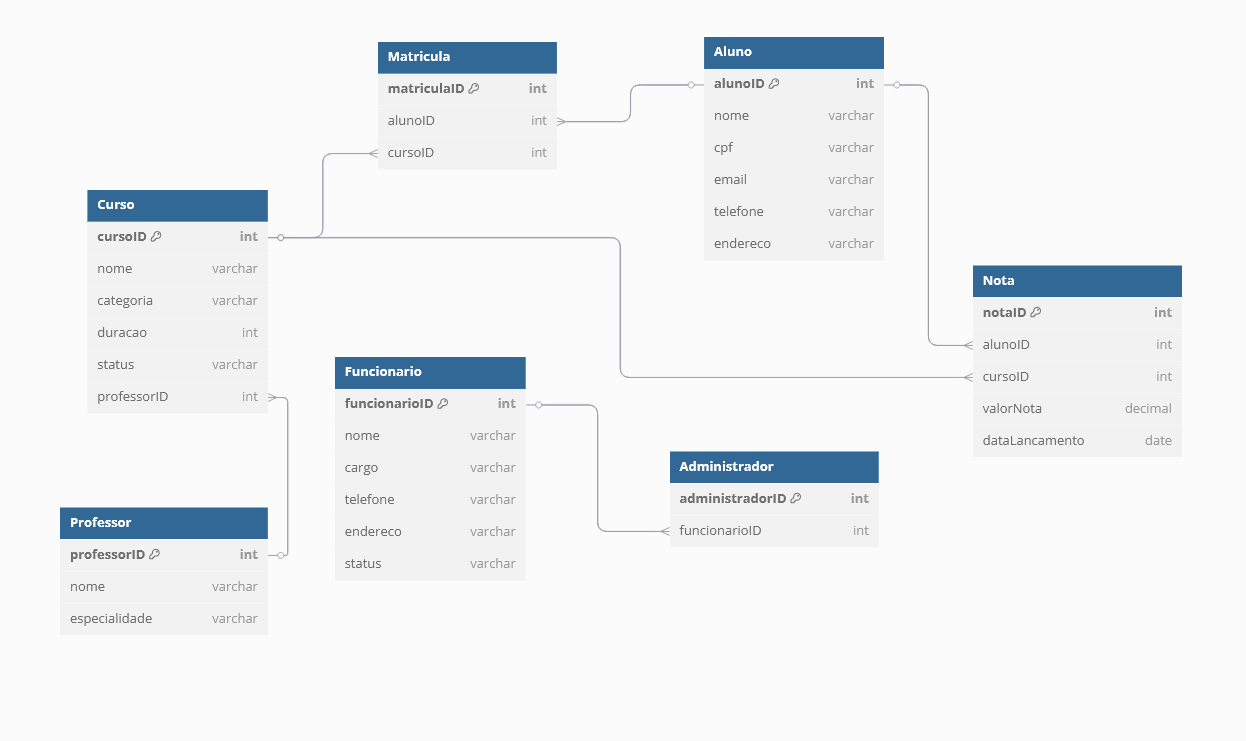 Matricula
matriculaID int
alunoID int
cursoID int
Aluno
alunoID int
nome varchar
cpf varchar
email varchar
telefone varchar
endereco varchar
Curso
cursoID int
nome varchar
categoria varchar
duracao int
status varchar
professorID int
Nota
notaID int
alunoID int
cursoID int
valorNota decimal
dataLancamento date
Funcionario
funcionarioID int
nome varchar
cargo varchar
telefone varchar
endereco varchar
status varchar
Administrador
administradorID int
funcionarioID int
Professor
professorID int
nome varchar
especialidade varchar